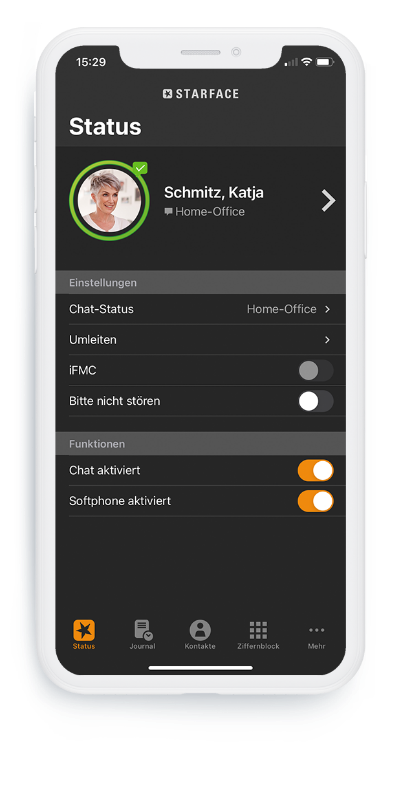 15:29
STARFACE
Status
Schmitz, Katja
Home-Office
Einstellungen
Chat-Status Home-Office
Umleiten
iFMC
Bitte nicht stören
Funktionen
Chat aktiviert
Softphone aktiviert
Status Journal Kontakte Ziffernblock Mehr